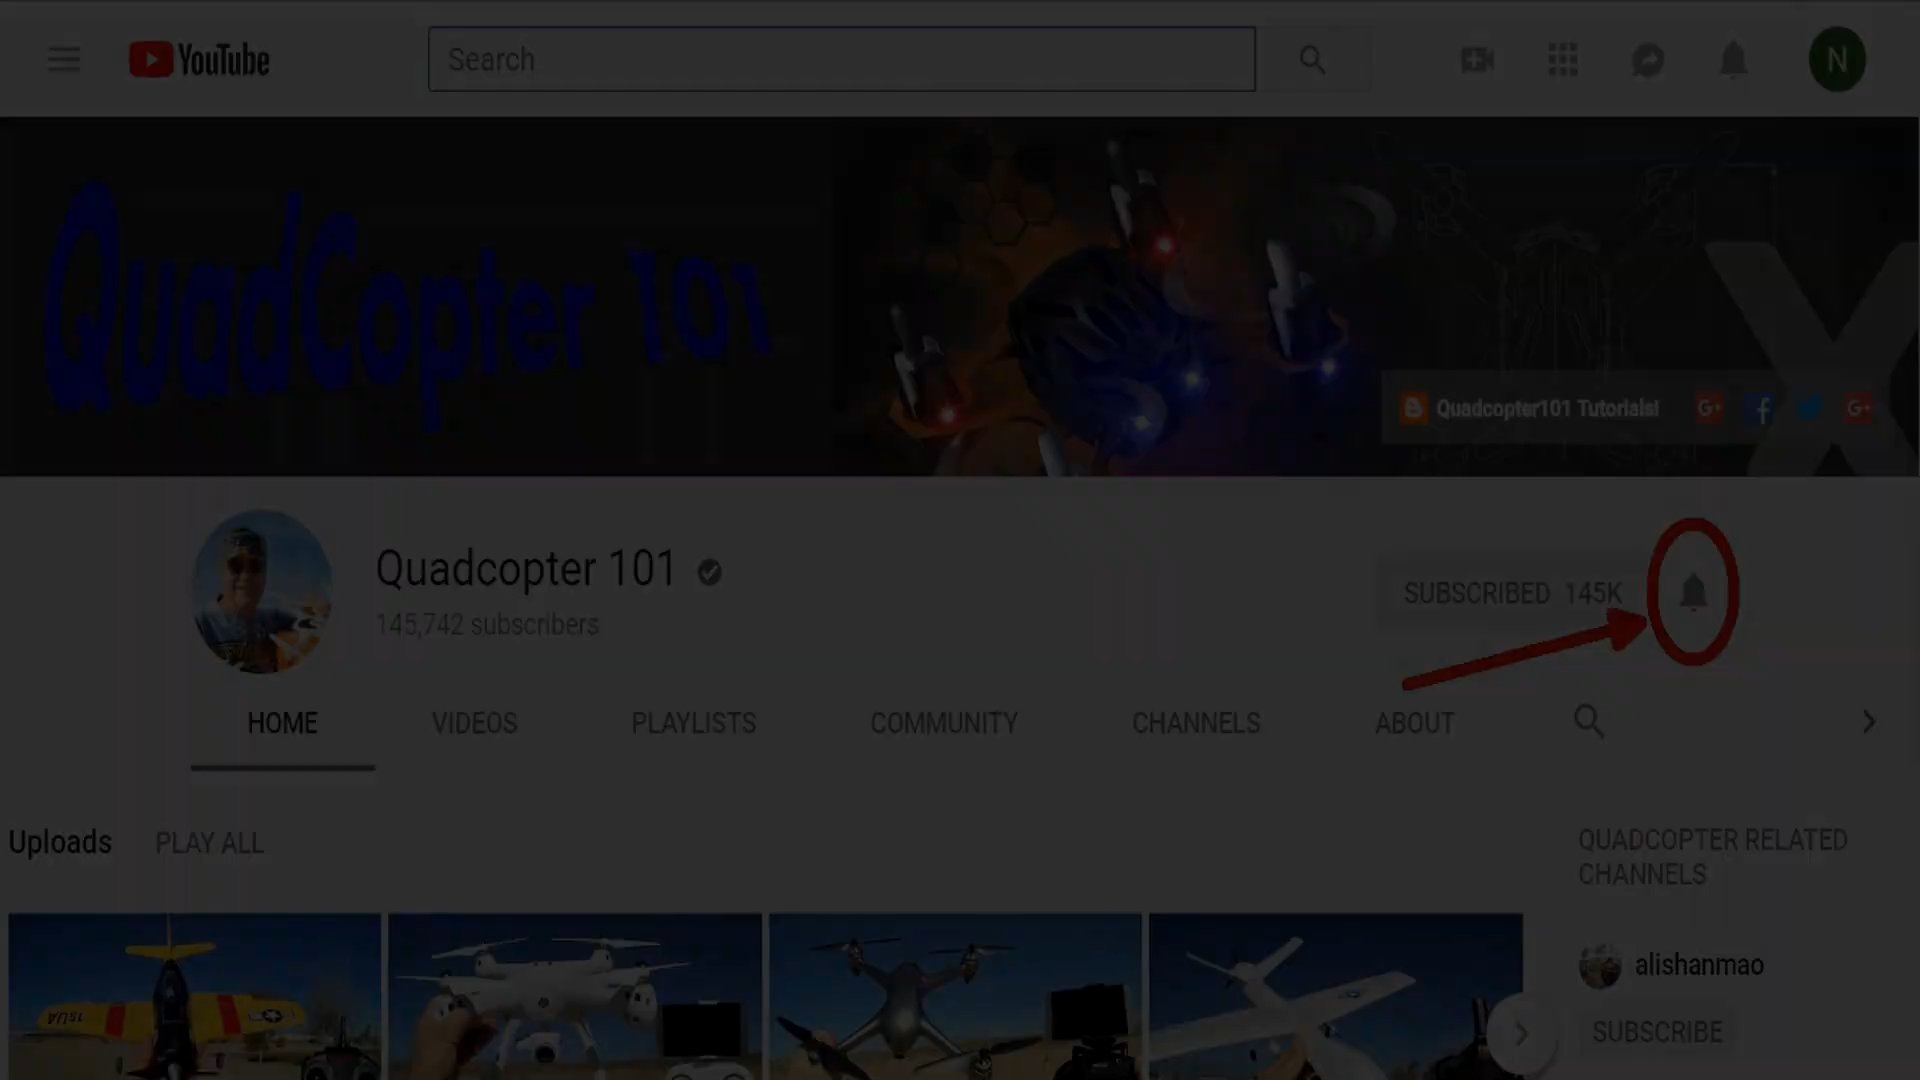 YouTube
Search
N
QuadCopter 101
X
Quadcopter101 Tutorials!
Quadcopter 101
145,742 subscribers
SUBSCRIBED 145K
HOME VIDEOS PLAYLISTS COMMUNITY CHANNELS ABOUT
Uploads PLAY ALL
QUADCOPTER RELATED
CHANNELS
alishanmao
SUBSCRIBE